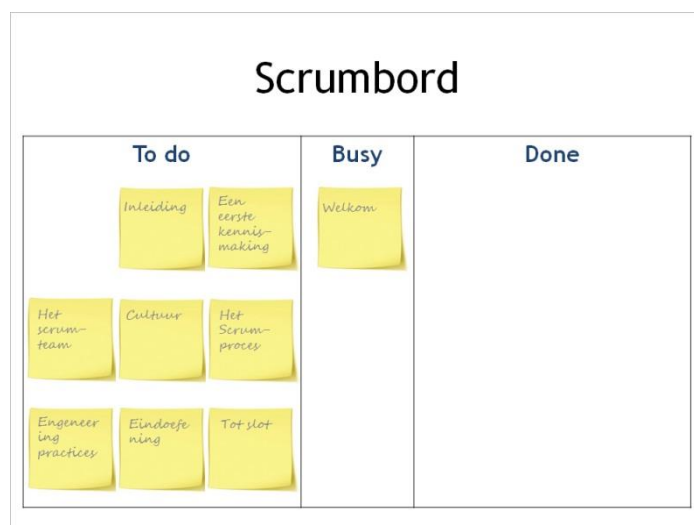 Scrumbord
To do
Busy
Done
Inleiding
Een
eerste
kennis-
making
Welkom
Het
scrum-
team
Cultuur
Het
Scrum-
proces
Engeneer
ing
practices
Eindoefe
ning
Tot slot